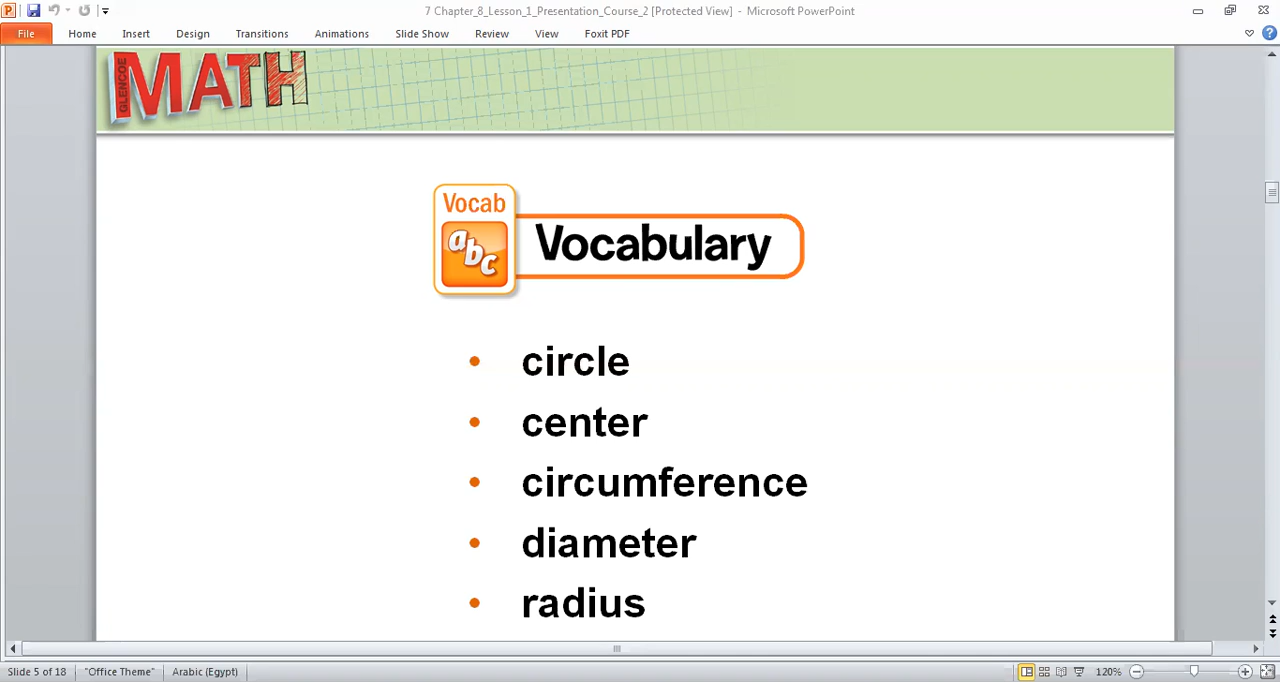 7 Chapter_8_Lesson_1_Presentation_Course_2 [Protected View] - Microsoft PowerPoint
File Home Insert Design Transitions Animations Slide Show Review View Foxit PDF
GLENCOE MATH
Vocab
abc
Vocabulary
• circle
• center
• circumference
• diameter
• radius
Slide 5 of 18 "Office Theme" Arabic (Egypt) 120%